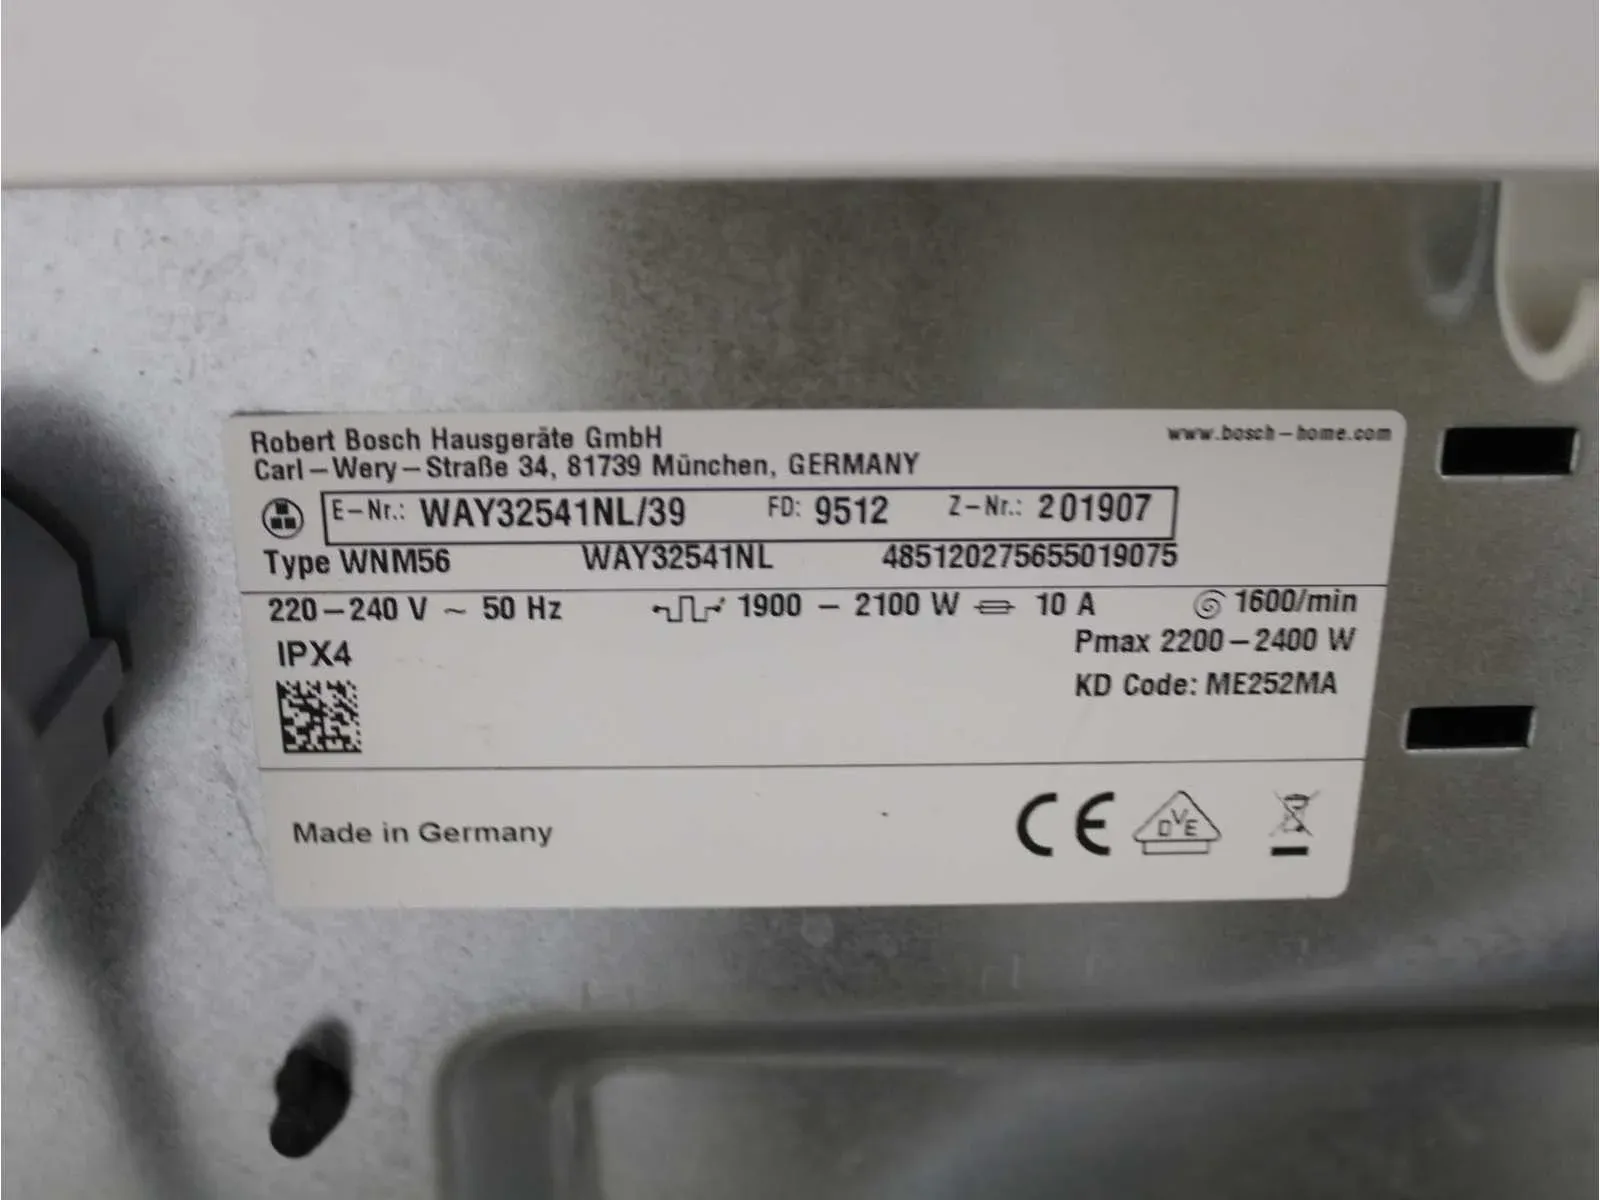 Robert Bosch Hausgeräte GmbH
www.bosch-home.com
Carl-Wery-Straße 34, 81739 München, GERMANY
E-Nr.: WAY32541NL/39 FD: 9512 Z-Nr.: 201907
Type WNM56 WAY32541NL 485120275655019075
220-240 V ~ 50 Hz 1900 - 2100 W 10 A 1600/min
IPX4 Pmax 2200-2400 W
KD Code: ME252MA
Made in Germany CE DVE